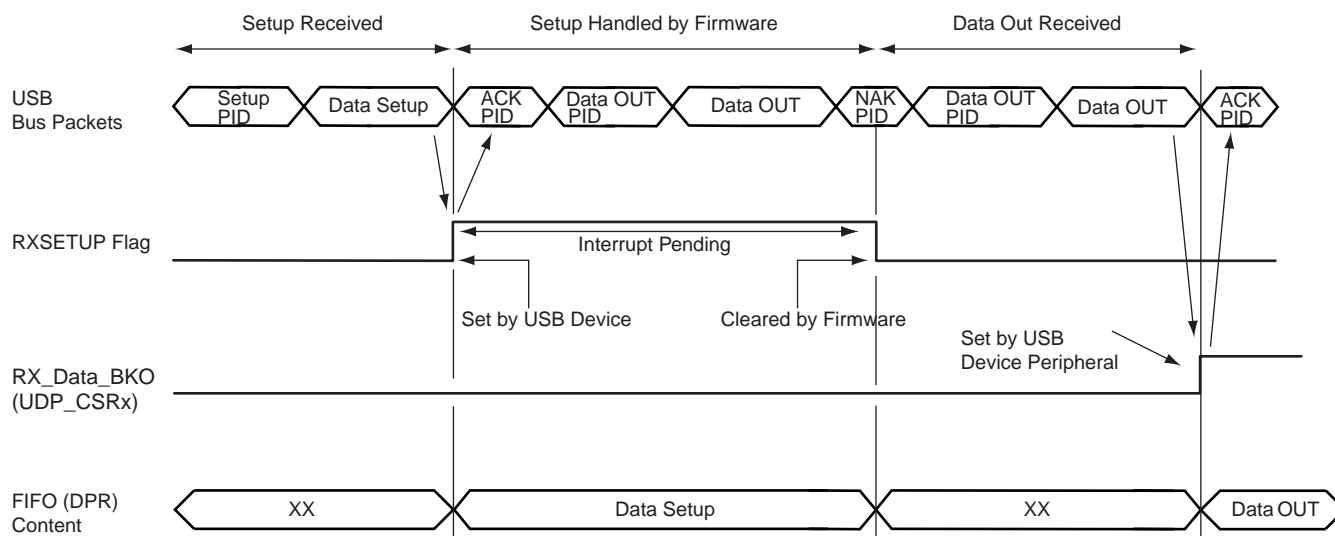 Setup Received
Setup Handled by Firmware
Data Out Received
USB
Bus Packets
Setup
PID
Data Setup
ACK
PID
Data OUT
PID
Data OUT
NAK
PID
Data OUT
PID
Data OUT
ACK
PID
RXSETUP Flag
Interrupt Pending
Set by USB Device
Cleared by Firmware
Set by USB
Device Peripheral
RX_Data_BKO
(UDP_CSRx)
FIFO (DPR)
Content
XX
Data Setup
XX
Data OUT